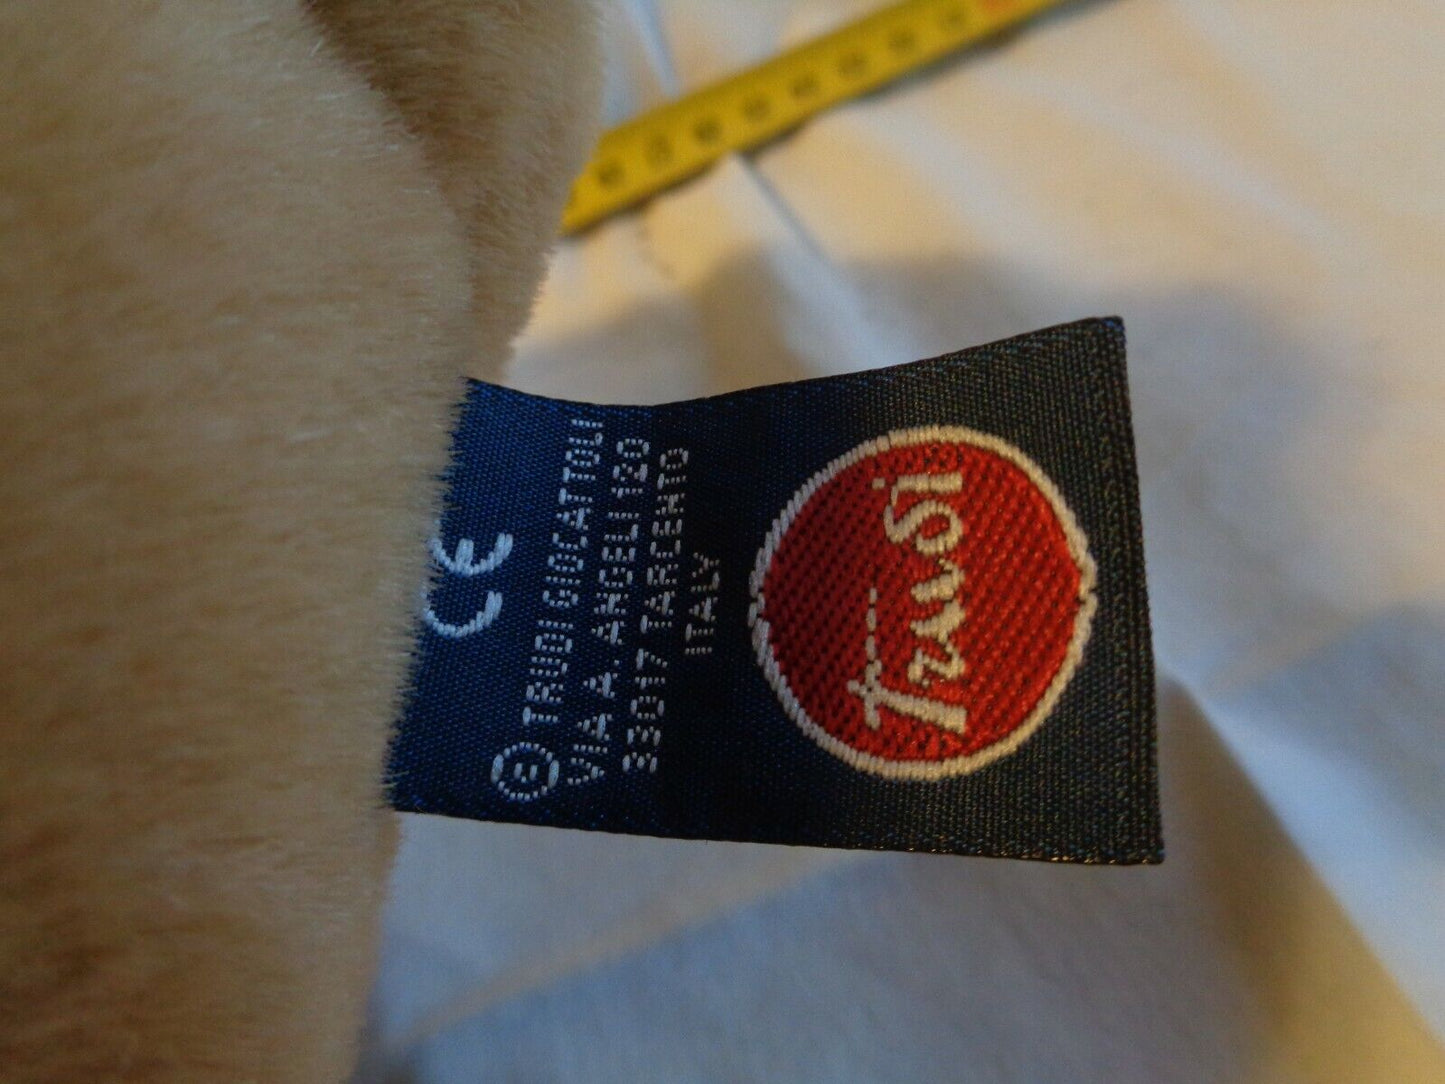 CE
© TRUDI GIOCATTOLI
VIA A. ANGELI 120
33017 TARCENTO
ITALY
Trudi